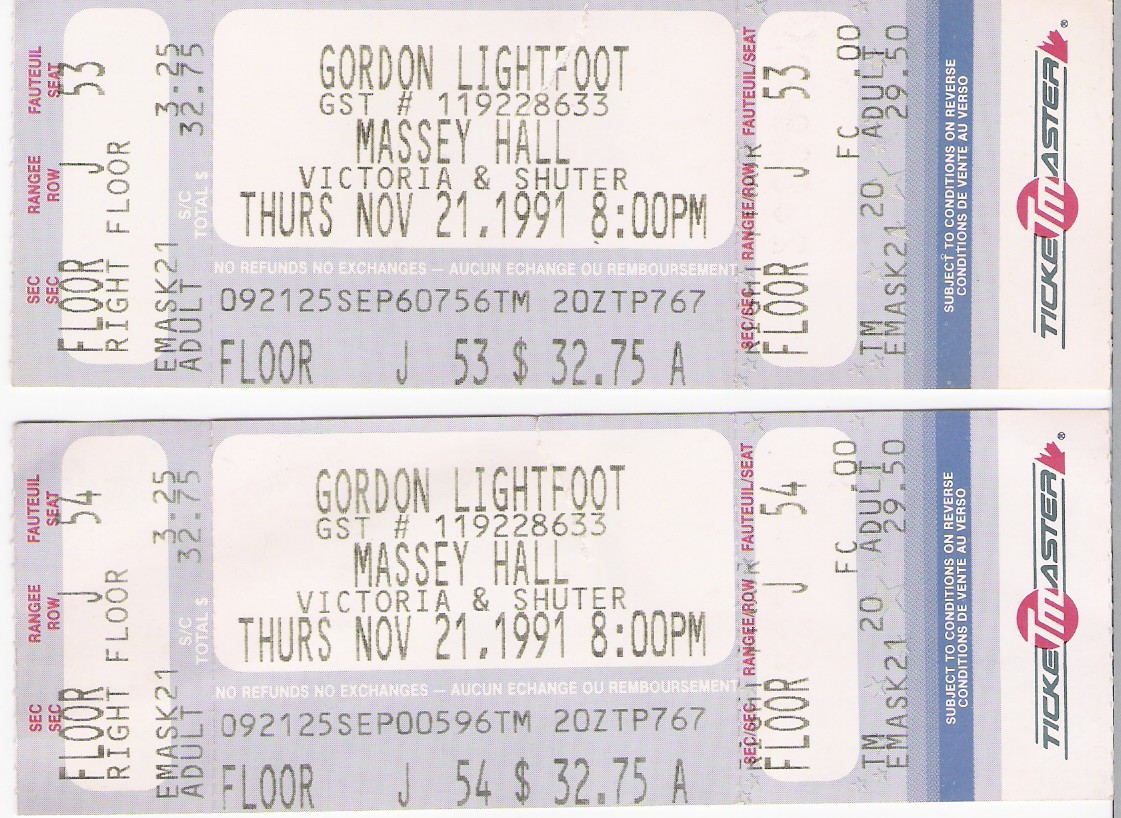 FAUTEUIL
SEAT
53
RANGEE
ROW
J
SEC
SEC
FLOOR
RIGHT FLOOR
3.25
EMASK21
S/C
TOTAL $
32.75
ADULT
GORDON LIGHTFOOT
GST # 119228633
MASSEY HALL
VICTORIA & SHUTER
THURS NOV 21,1991 8:00PM
NO REFUNDS NO EXCHANGES — AUCUN ECHANGE OU REMBOURSEMENT
092125SEP60756TM 20ZTP767
FLOOR J 53 $ 32.75 A
SEC/SEC RANGEE/ROW FAUTEUIL/SEAT
FLOOR J 53
FC .00
TM 20 ADULT
EMASK21 29.50
SUBJECT TO CONDITIONS ON REVERSE
CONDITIONS DE VENTE AU VERSO
TICKETMASTER®
FAUTEUIL
SEAT
54
RANGEE
ROW
J
SEC
SEC
FLOOR
RIGHT FLOOR
3.25
EMASK21
S/C
TOTAL $
32.75
ADULT
GORDON LIGHTFOOT
GST # 119228633
MASSEY HALL
VICTORIA & SHUTER
THURS NOV 21,1991 8:00PM
NO REFUNDS NO EXCHANGES — AUCUN ECHANGE OU REMBOURSEMENT
092125SEP00596TM 20ZTP767
FLOOR J 54 $ 32.75 A
SEC/SEC RANGEE/ROW FAUTEUIL/SEAT
FLOOR J 54
FC .00
TM 20 ADULT
EMASK21 29.50
SUBJECT TO CONDITIONS ON REVERSE
CONDITIONS DE VENTE AU VERSO
TICKETMASTER®